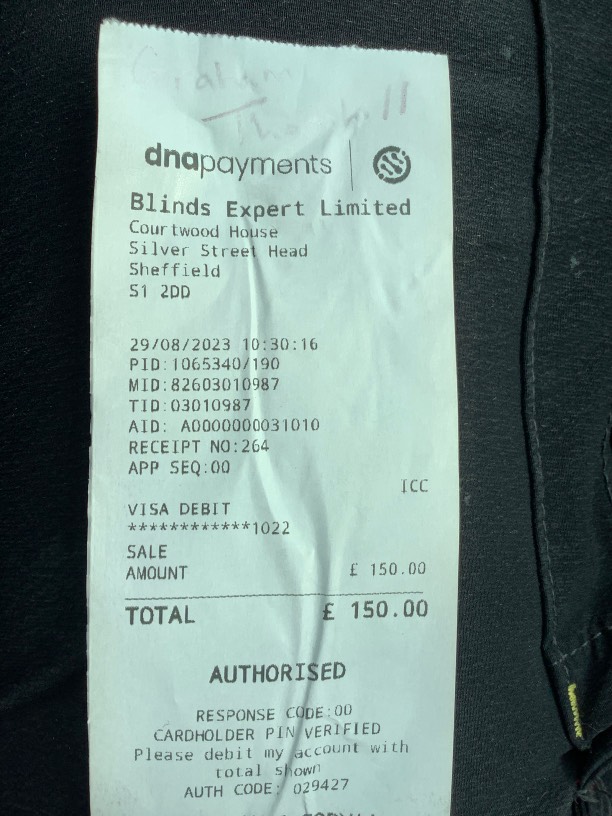 dnapayments
Blinds Expert Limited
Courtwood House
Silver Street Head
Sheffield
S1 2DD
29/08/2023 10:30:16
PID:1065340/190
MID:82603010987
TID:03010987
AID: A0000000031010
RECEIPT NO:264
APP SEQ:00
ICC
VISA DEBIT
************1022
SALE
AMOUNT £ 150.00
TOTAL £ 150.00
AUTHORISED
RESPONSE CODE:00
CARDHOLDER PIN VERIFIED
Please debit my account with
total shown
AUTH CODE: 029427